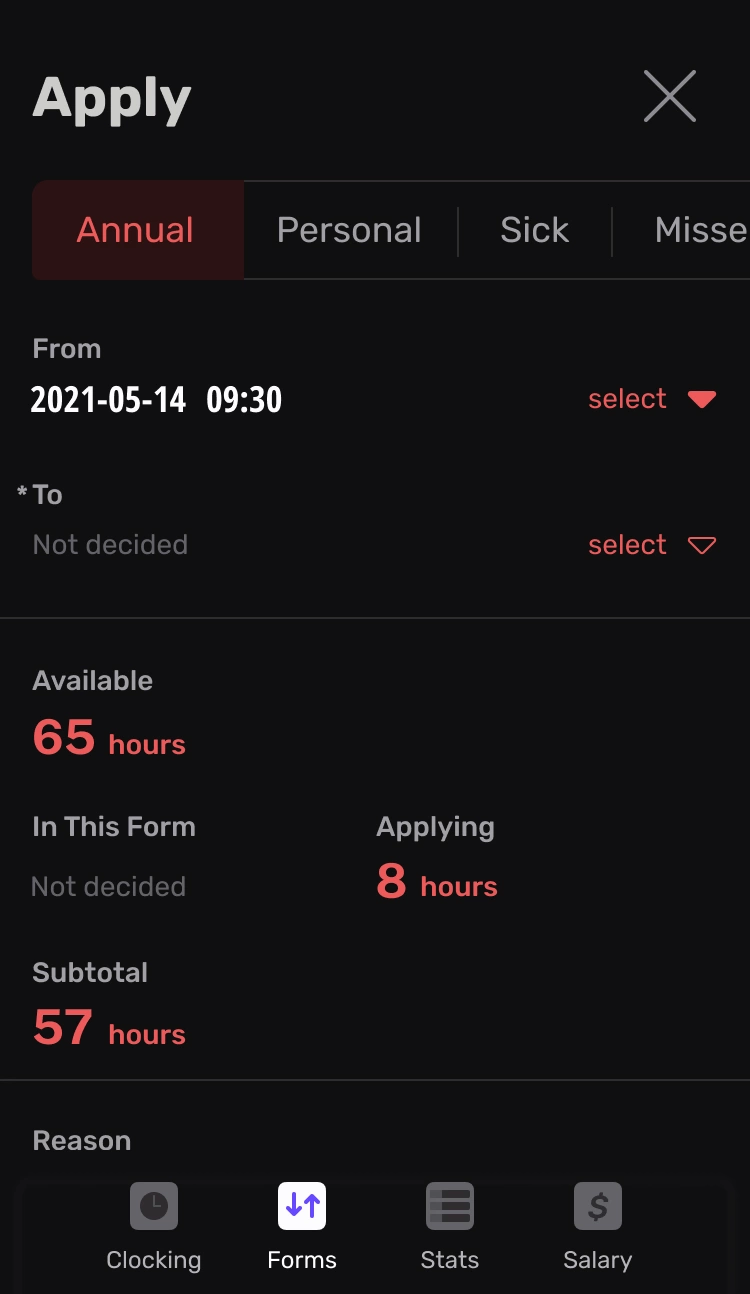 Apply
Annual Personal Sick Misse
From
2021-05-14 09:30 select
* To
Not decided select
Available
65 hours
In This Form Applying
Not decided 8 hours
Subtotal
57 hours
Reason
$
Clocking Forms Stats Salary